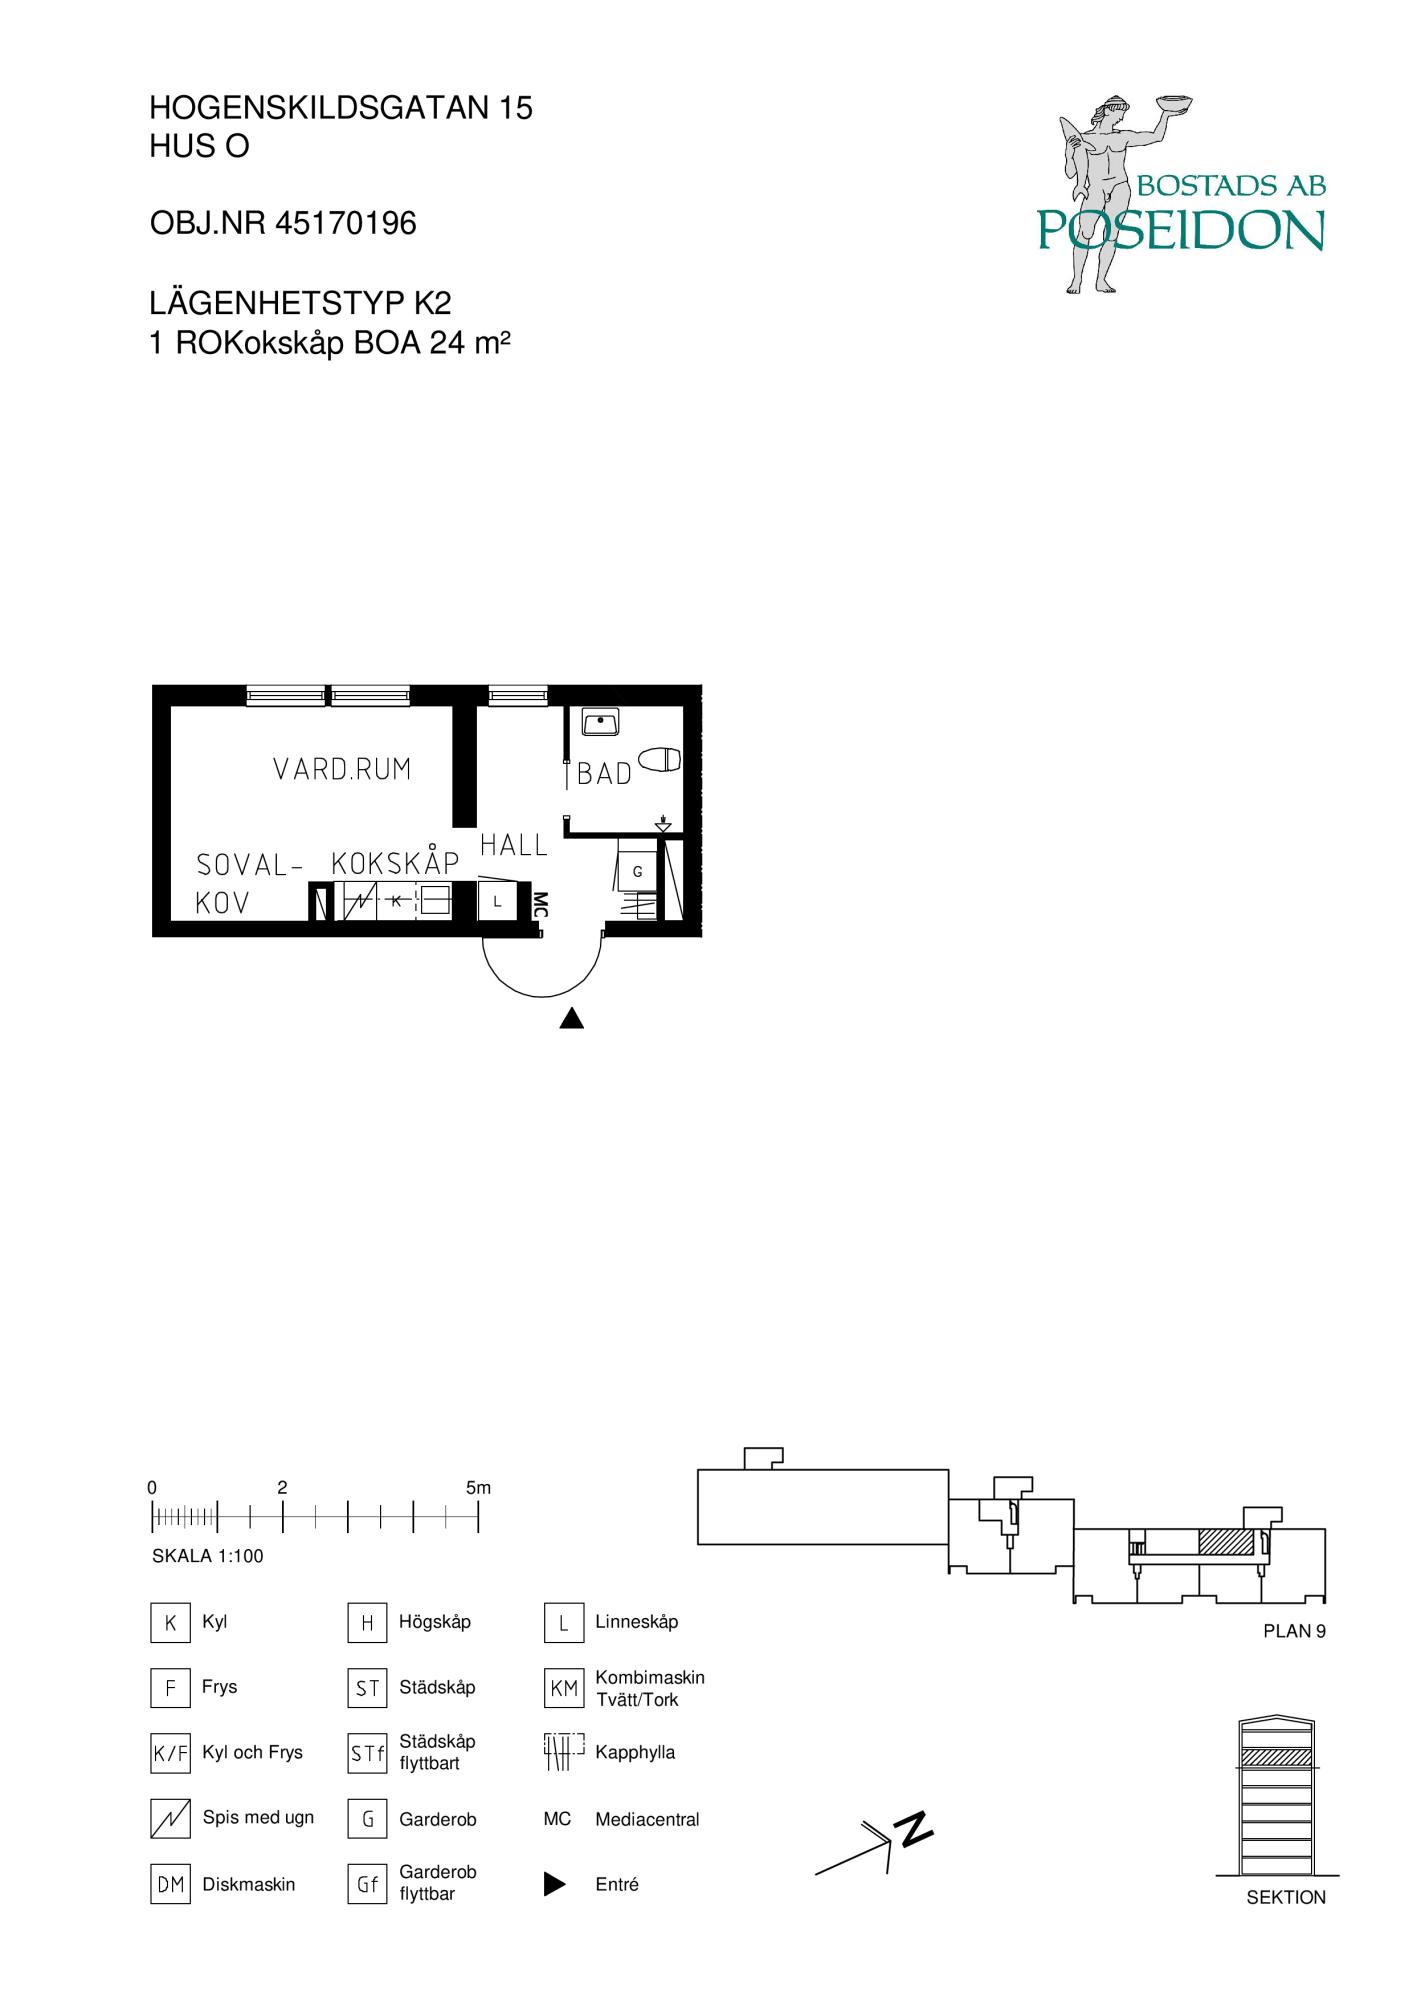 HOGENSKILDSGATAN 15
HUS O
OBJ.NR 45170196
LÄGENHETSTYP K2
1 ROKokskåp BOA 24 m²
BOSTADS AB
POSEIDON
VARD.RUM
BAD
HALL
SOVAL-
KOV
KOKSKÅP
G
K
L
MC
0 2 5m
SKALA 1:100
PLAN 9
K Kyl
H Högskåp
L Linneskåp
F Frys
ST Städskåp
KM Kombimaskin
Tvätt/Tork
K/F Kyl och Frys
STf Städskåp
flyttbart
Kapphylla
Spis med ugn
G Garderob
MC Mediacentral
DM Diskmaskin
Gf Garderob
flyttbar
Entré
N
SEKTION